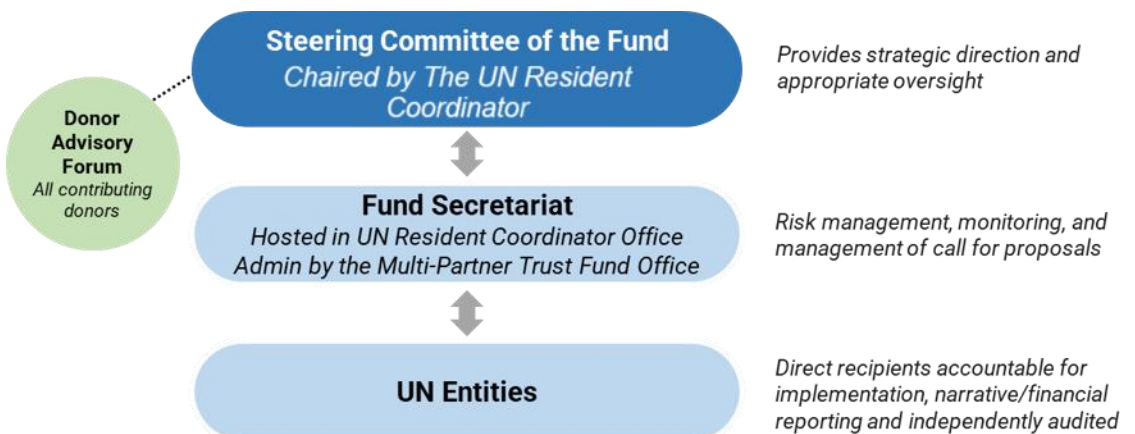 Steering Committee of the Fund
Chaired by The UN Resident
Coordinator
Provides strategic direction and
appropriate oversight
Donor
Advisory
Forum
All contributing
donors
Fund Secretariat
Hosted in UN Resident Coordinator Office
Admin by the Multi-Partner Trust Fund Office
Risk management, monitoring, and
management of call for proposals
UN Entities
Direct recipients accountable for
implementation, narrative/financial
reporting and independently audited